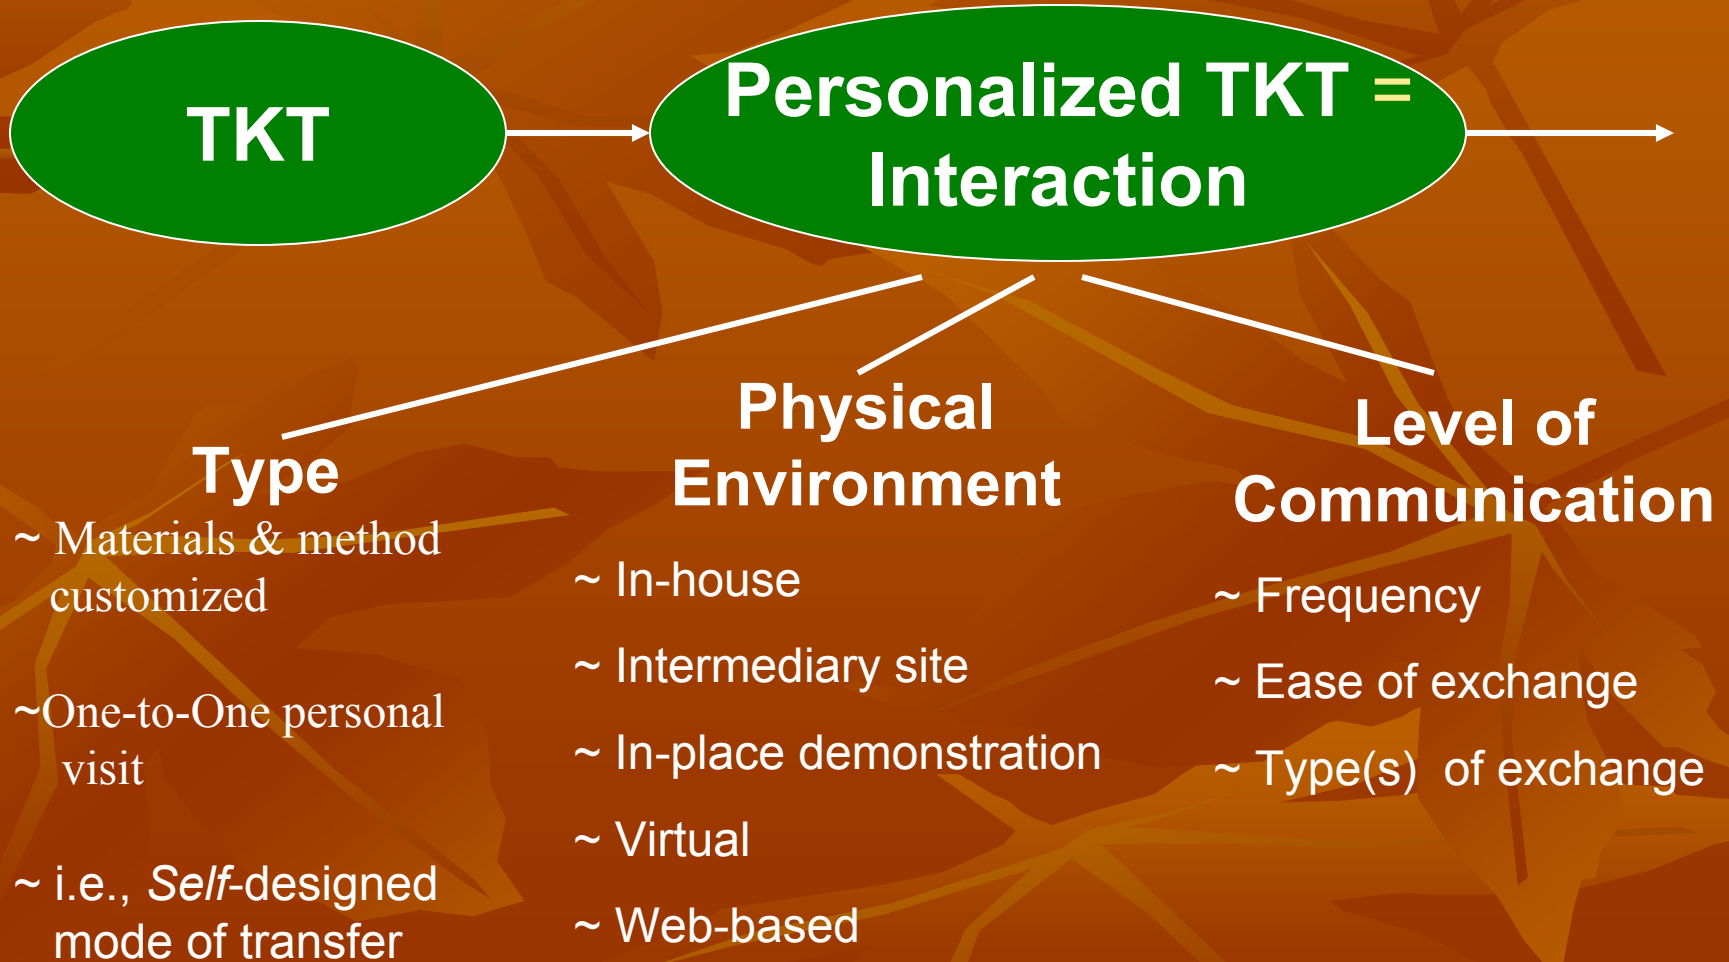 TKT
Personalized TKT =
Interaction
Type
~ Materials & method
customized
~One-to-One personal
visit
~ i.e., Self-designed
mode of transfer
Physical
Environment
~ In-house
~ Intermediary site
~ In-place demonstration
~ Virtual
~ Web-based
Level of
Communication
~ Frequency
~ Ease of exchange
~ Type(s) of exchange